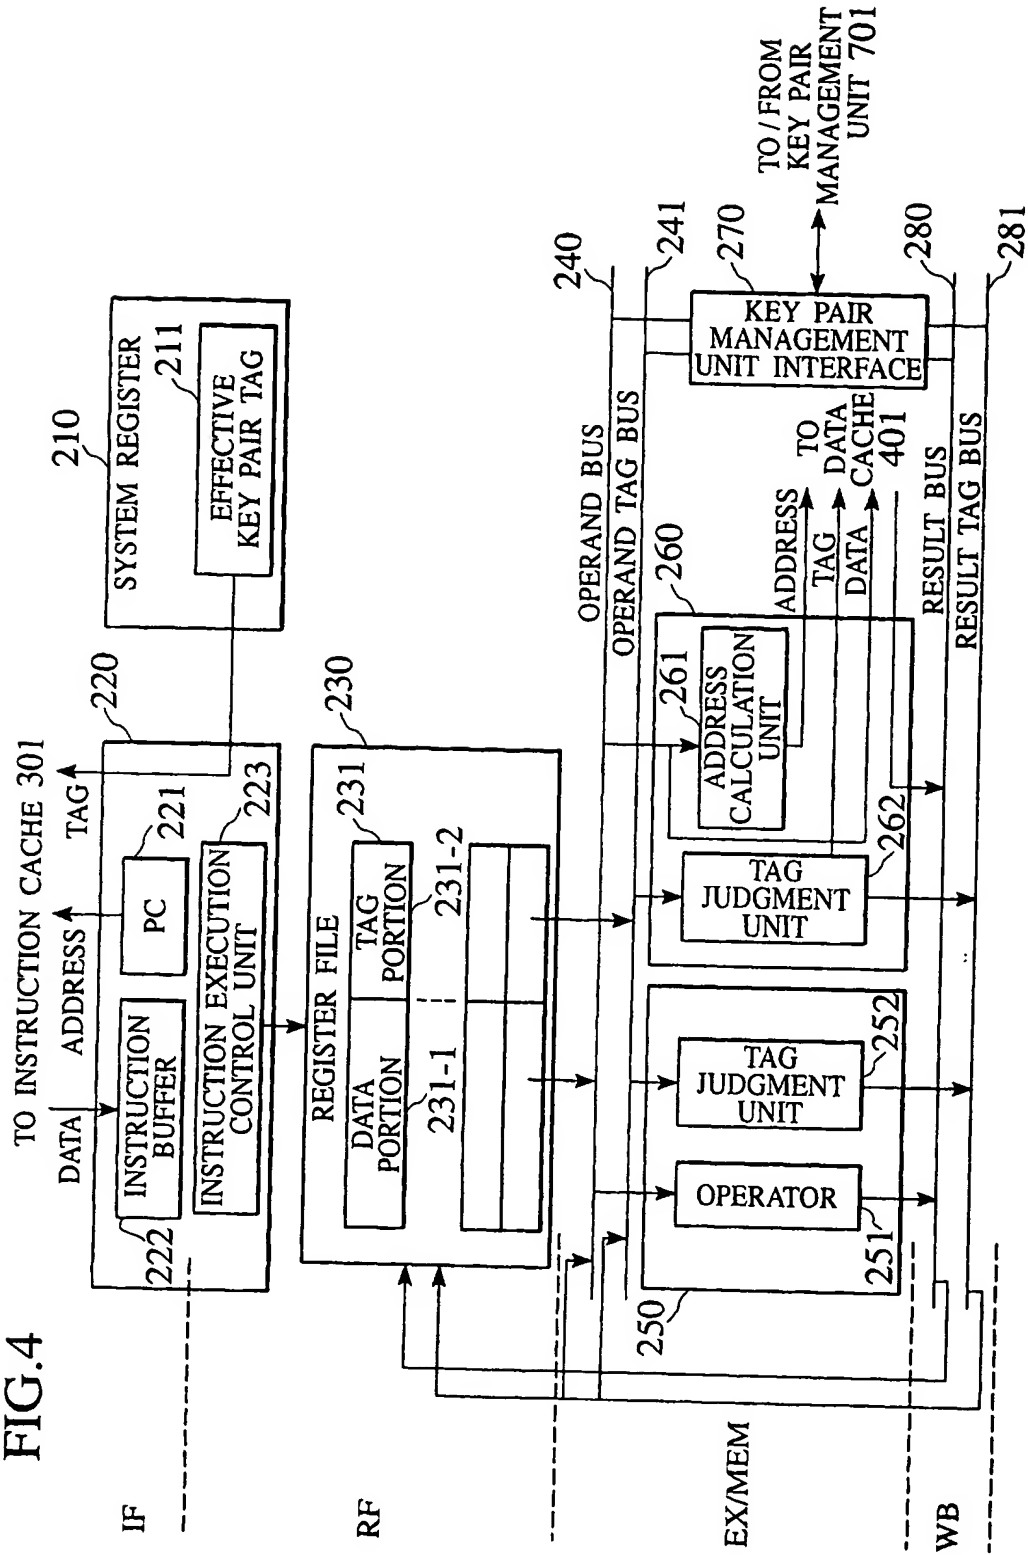 FIG.4
IF
RF
EX/MEM
WB
TO INSTRUCTION CACHE 301
DATA
ADDRESS
TAG
220
INSTRUCTION
BUFFER
222
PC
221
INSTRUCTION EXECUTION
CONTROL UNIT
223
210
SYSTEM REGISTER
211
EFFECTIVE
KEY PAIR TAG
230
REGISTER FILE
231
DATA
PORTION
TAG
PORTION
231-1
231-2
OPERAND BUS
240
OPERAND TAG BUS
241
250
OPERATOR
251
TAG
JUDGMENT
UNIT
252
260
TAG
JUDGMENT
UNIT
262
261
ADDRESS
CALCULATION
UNIT
ADDRESS
TAG
DATA
TO
DATA
CACHE
401
270
KEY PAIR
MANAGEMENT
UNIT INTERFACE
TO / FROM
KEY PAIR
MANAGEMENT
UNIT 701
RESULT BUS
280
RESULT TAG BUS
281